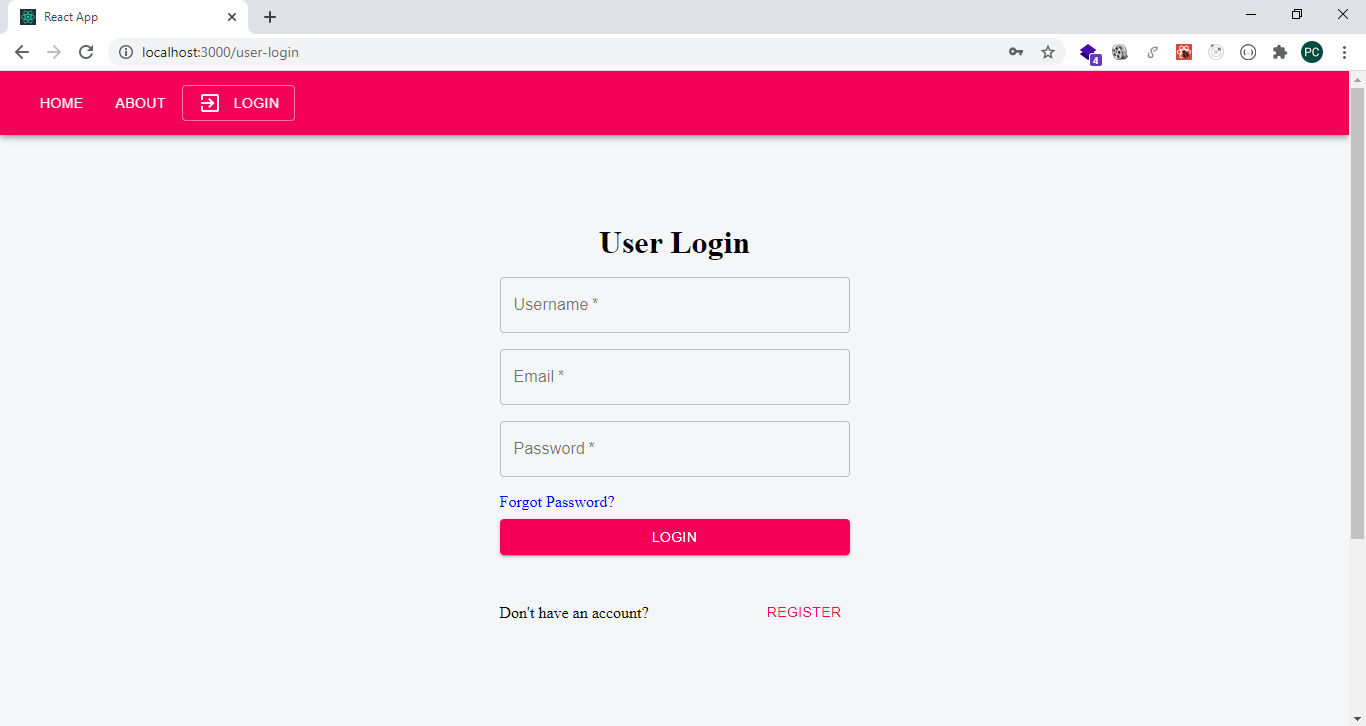 React App
localhost:3000/user-login
4
PC
HOME ABOUT LOGIN
User Login
Username *
Email *
Password *
Forgot Password?
LOGIN
Don't have an account? REGISTER